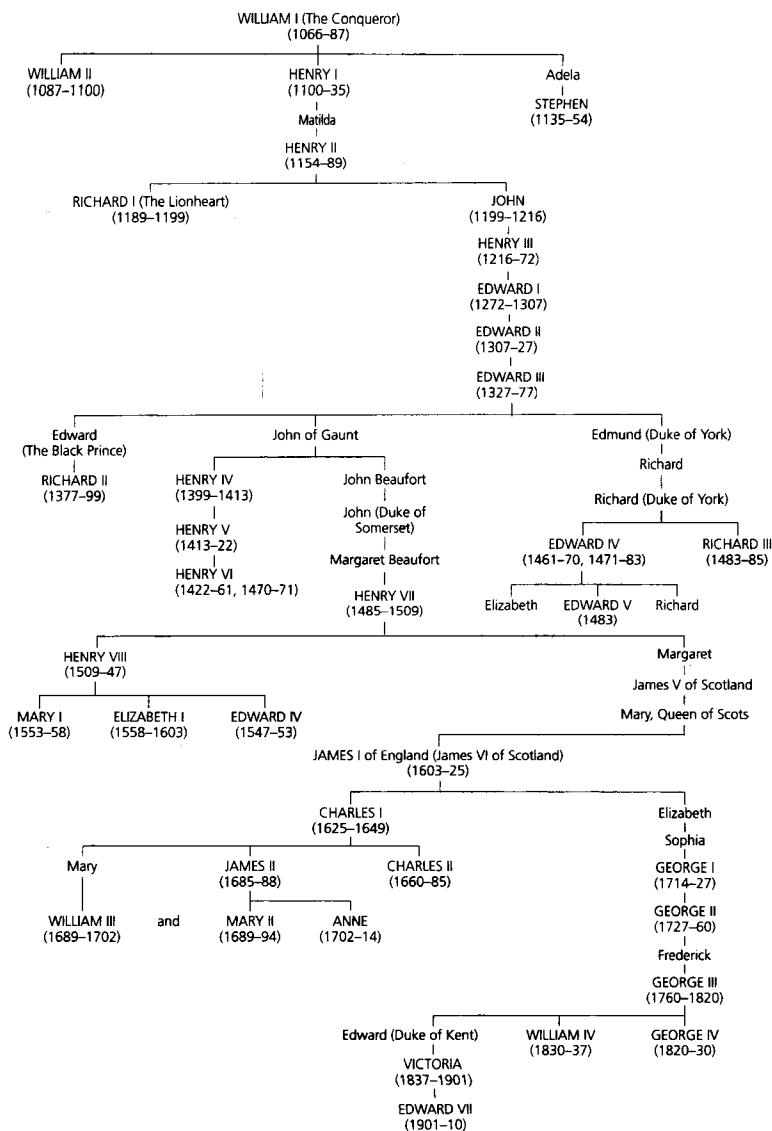 WILLIAM I (The Conqueror)
(1066–87)
WILLIAM II
(1087–1100)
HENRY I
(1100–35)
Adela
STEPHEN
(1135–54)
Matilda
HENRY II
(1154–89)
RICHARD I (The Lionheart)
(1189–1199)
JOHN
(1199–1216)
HENRY III
(1216–72)
EDWARD I
(1272–1307)
EDWARD II
(1307–27)
EDWARD III
(1327–77)
Edward
(The Black Prince)
RICHARD II
(1377–99)
John of Gaunt
HENRY IV
(1399–1413)
HENRY V
(1413–22)
HENRY VI
(1422–61, 1470–71)
John Beaufort
John (Duke of
Somerset)
Margaret Beaufort
HENRY VII
(1485–1509)
Edmund (Duke of York)
Richard
Richard (Duke of York)
EDWARD IV
(1461–70, 1471–83)
RICHARD III
(1483–85)
Elizabeth
EDWARD V
(1483)
Richard
HENRY VIII
(1509–47)
MARY I
(1553–58)
ELIZABETH I
(1558–1603)
EDWARD IV
(1547–53)
Margaret
James V of Scotland
Mary, Queen of Scots
JAMES I of England (James VI of Scotland)
(1603–25)
CHARLES I
(1625–1649)
Elizabeth
Sophia
Mary
JAMES II
(1685–88)
CHARLES II
(1660–85)
GEORGE I
(1714–27)
WILLIAM III
(1689–1702)
and
MARY II
(1689–94)
ANNE
(1702–14)
GEORGE II
(1727–60)
Frederick
GEORGE III
(1760–1820)
Edward (Duke of Kent)
WILLIAM IV
(1830–37)
GEORGE IV
(1820–30)
VICTORIA
(1837–1901)
EDWARD VII
(1901–10)